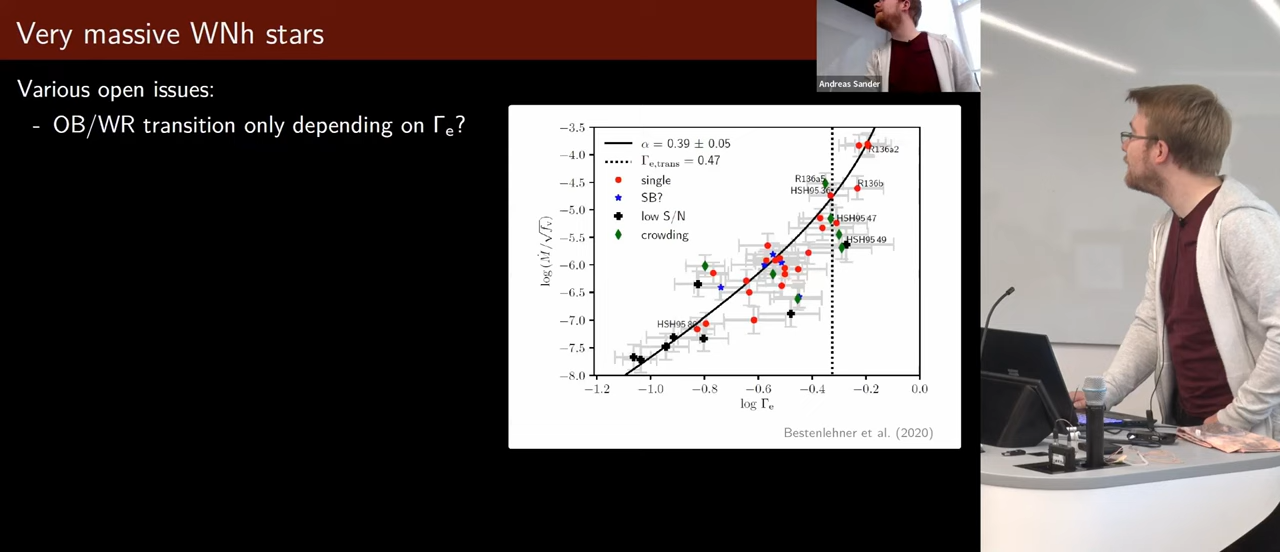 Very massive WNh stars
Andreas Sander
Various open issues:
- OB/WR transition only depending on Γe?
α = 0.39 ± 0.05
Γe,trans = 0.47
single
SB?
low S/N
crowding
R136a2
R136a5
R136b
HSH95 36
HSH95 47
HSH95 49
−3.5
−4.0
−4.5
−5.0
−5.5
−6.0
−6.5
−7.0
−7.5
−8.0
log (Ṁ/√fv)
−1.2 −1.0 −0.8 −0.6 −0.4 −0.2 0.0
log Γe
Bestenlehner et al. (2020)